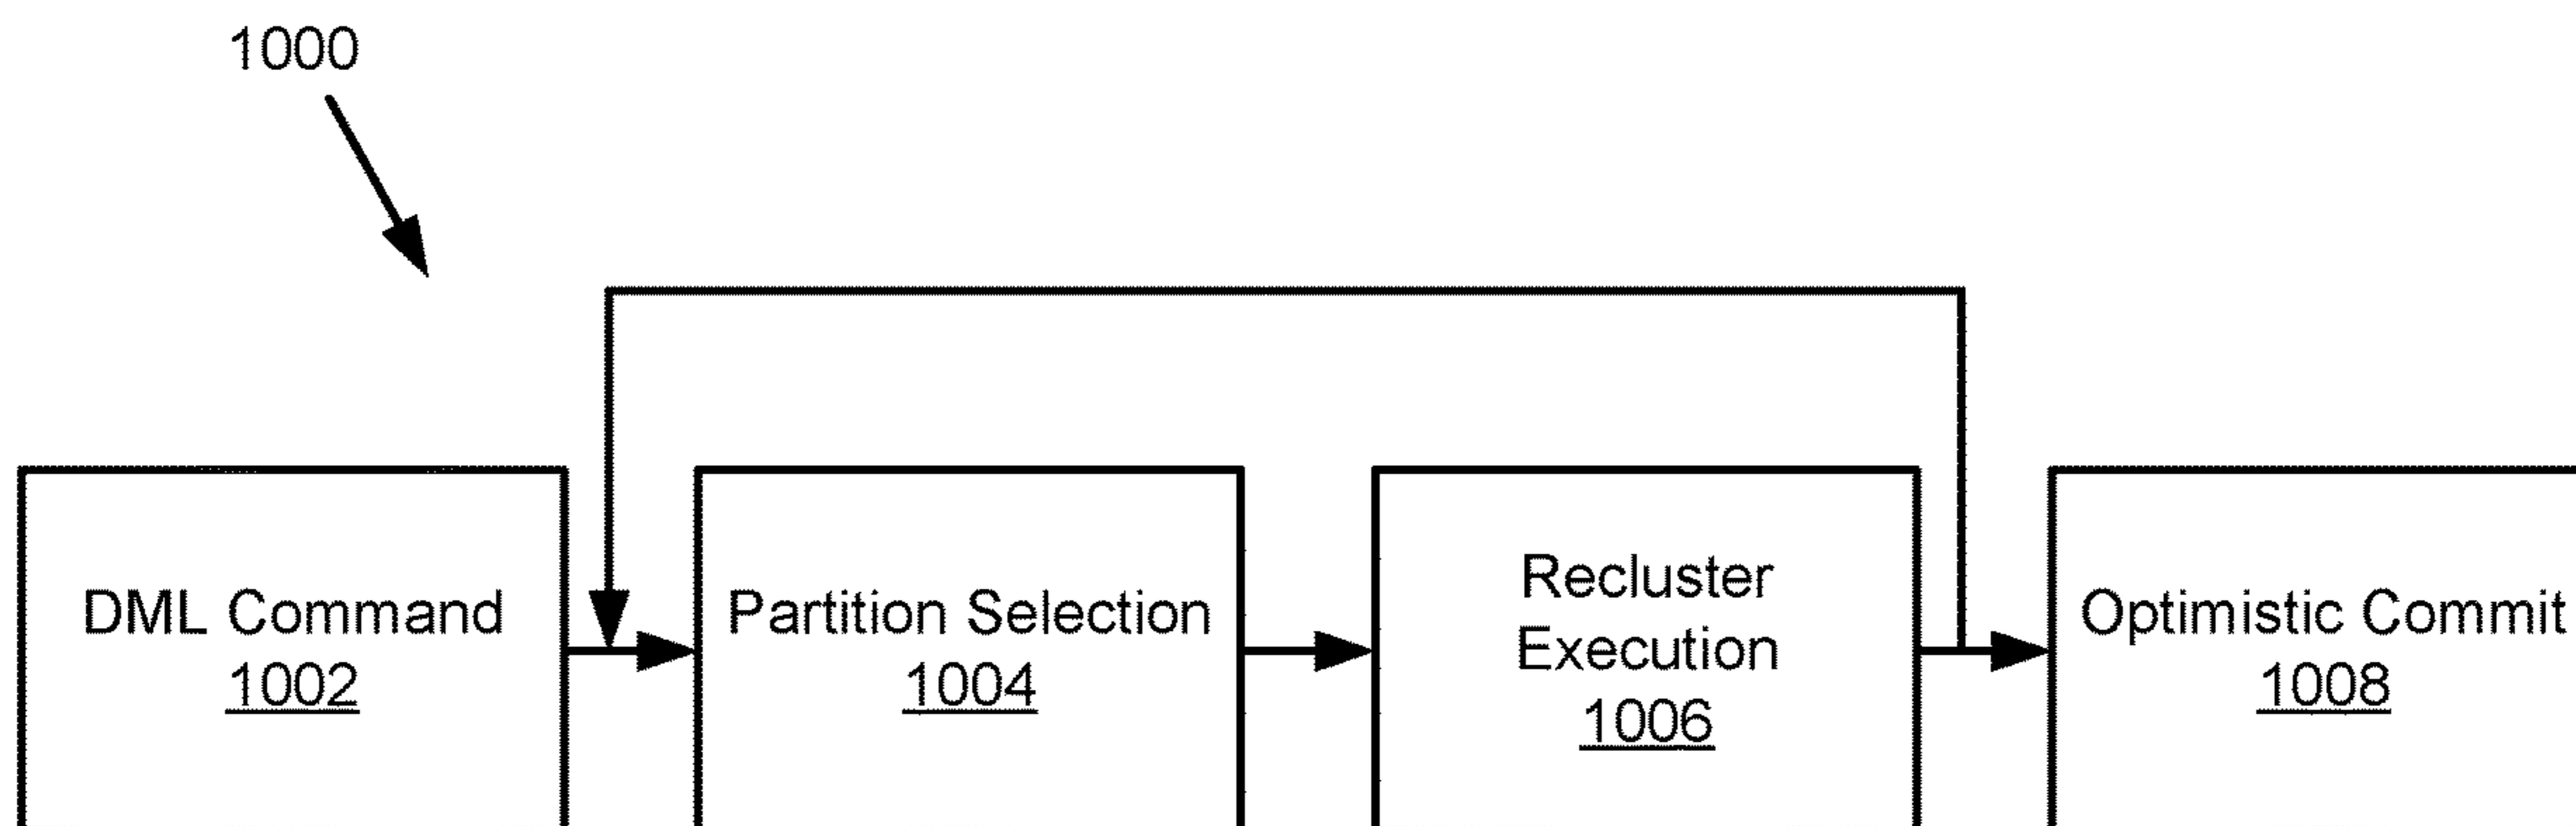 1000
DML Command
1002
Partition Selection
1004
Recluster
Execution
1006
Optimistic Commit
1008